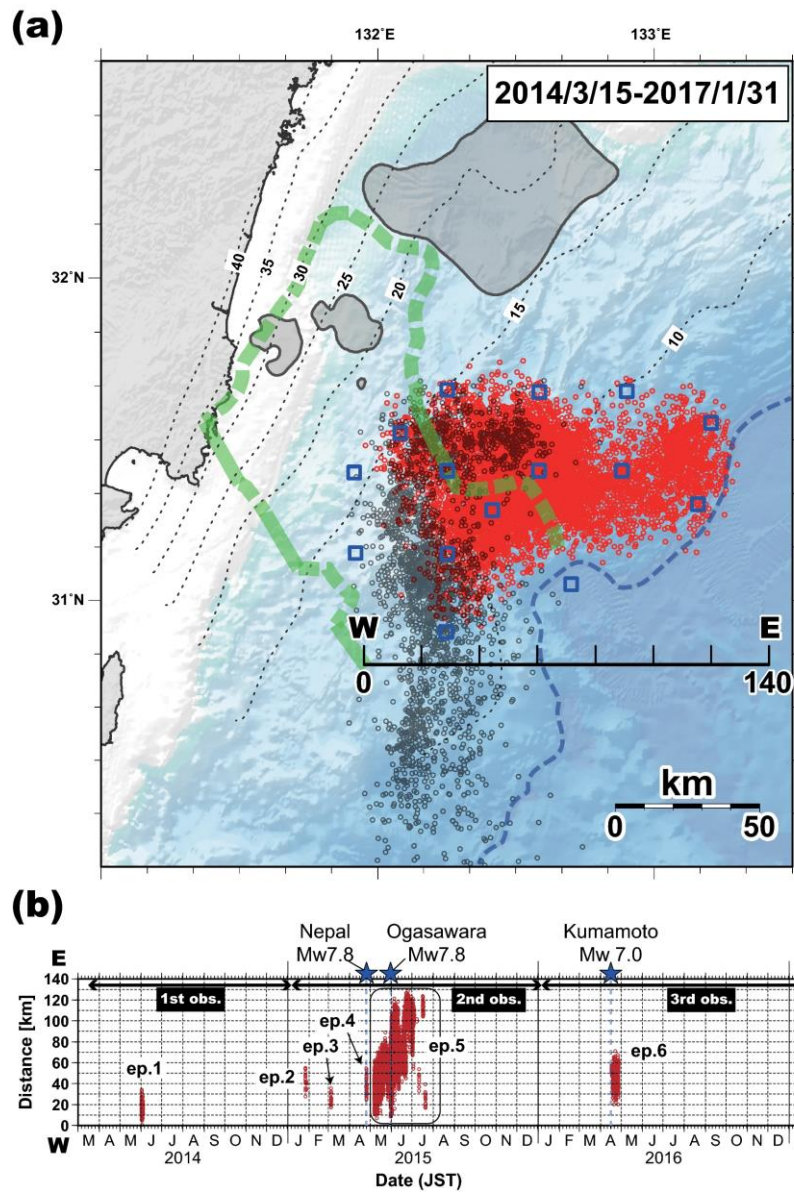 (a)
132°E 133°E
2014/3/15-2017/1/31
32°N
31°N
40
35
30
25
20
15
10
W E
0 140
km
0 50
(b)
Nepal Ogasawara Kumamoto
Mw7.8 Mw7.8 Mw 7.0
E
1st obs. 2nd obs. 3rd obs.
ep.1
ep.2
ep.3
ep.4
ep.5
ep.6
Distance [km]
140
120
100
80
60
40
20
0
W
M A M J J A S O N D J F M A M J J A S O N D J F M A M J J A S O N D
2014 2015 2016
Date (JST)